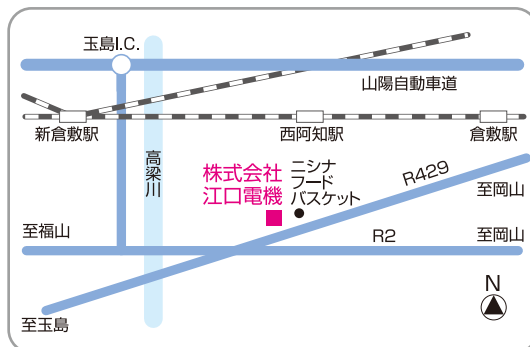 玉島I.C.
山陽自動車道
新倉敷駅
西阿知駅
倉敷駅
高梁川
株式会社
江口電機
ニシナ
フード
バスケット
R429
至岡山
至福山
R2
至岡山
至玉島
N